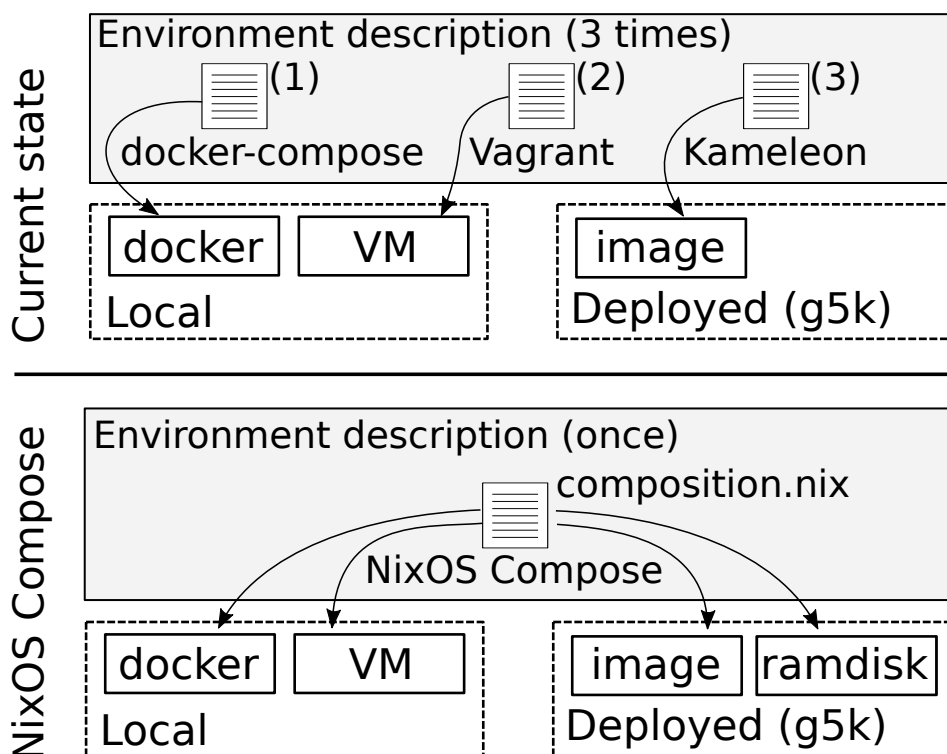 Current state
Environment description (3 times)
(1)
(2)
(3)
docker-compose
Vagrant
Kameleon
docker
VM
image
Local
Deployed (g5k)
NixOS Compose
Environment description (once)
composition.nix
NixOS Compose
docker
VM
image
ramdisk
Local
Deployed (g5k)